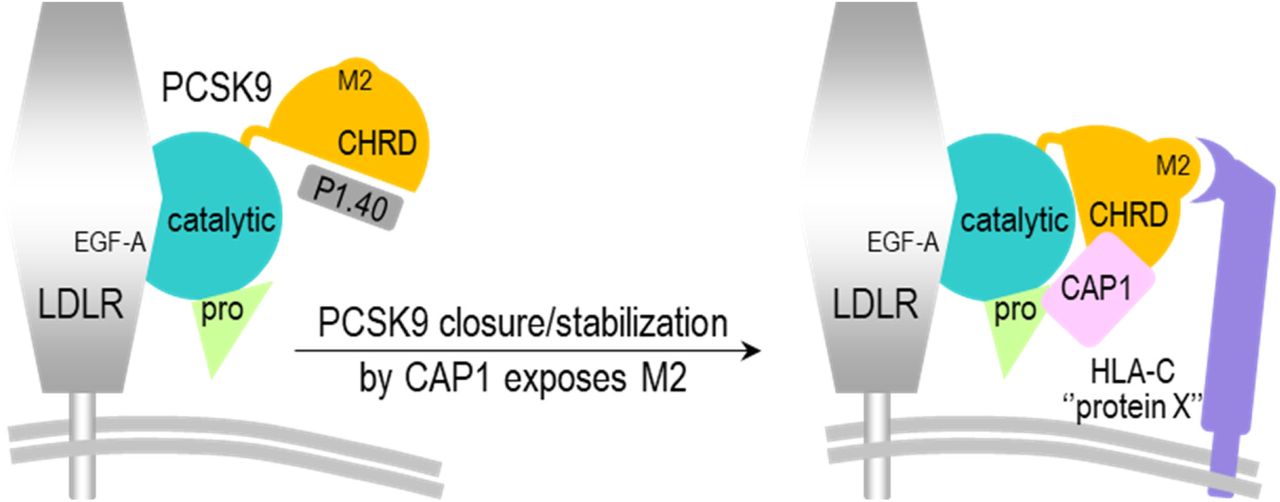 PCSK9
M2
CHRD
P1.40
catalytic
EGF-A
LDLR
pro
PCSK9 closure/stabilization
by CAP1 exposes M2
M2
CHRD
catalytic
EGF-A
CAP1
LDLR
pro
HLA-C
‘’protein X’’